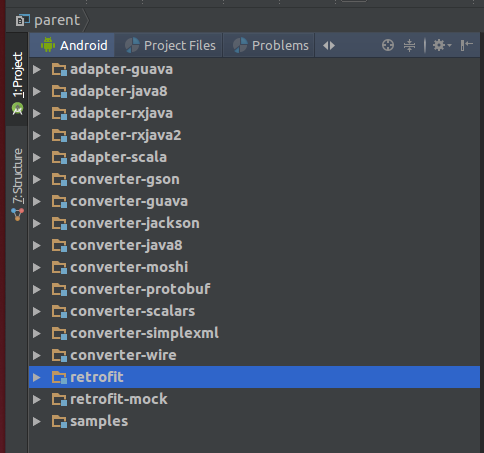 parent
Android Project Files Problems
adapter-guava
adapter-java8
adapter-rxjava
adapter-rxjava2
adapter-scala
converter-gson
converter-guava
converter-jackson
converter-java8
converter-moshi
converter-protobuf
converter-scalars
converter-simplexml
converter-wire
retrofit
retrofit-mock
samples
1: Project
7: Structure